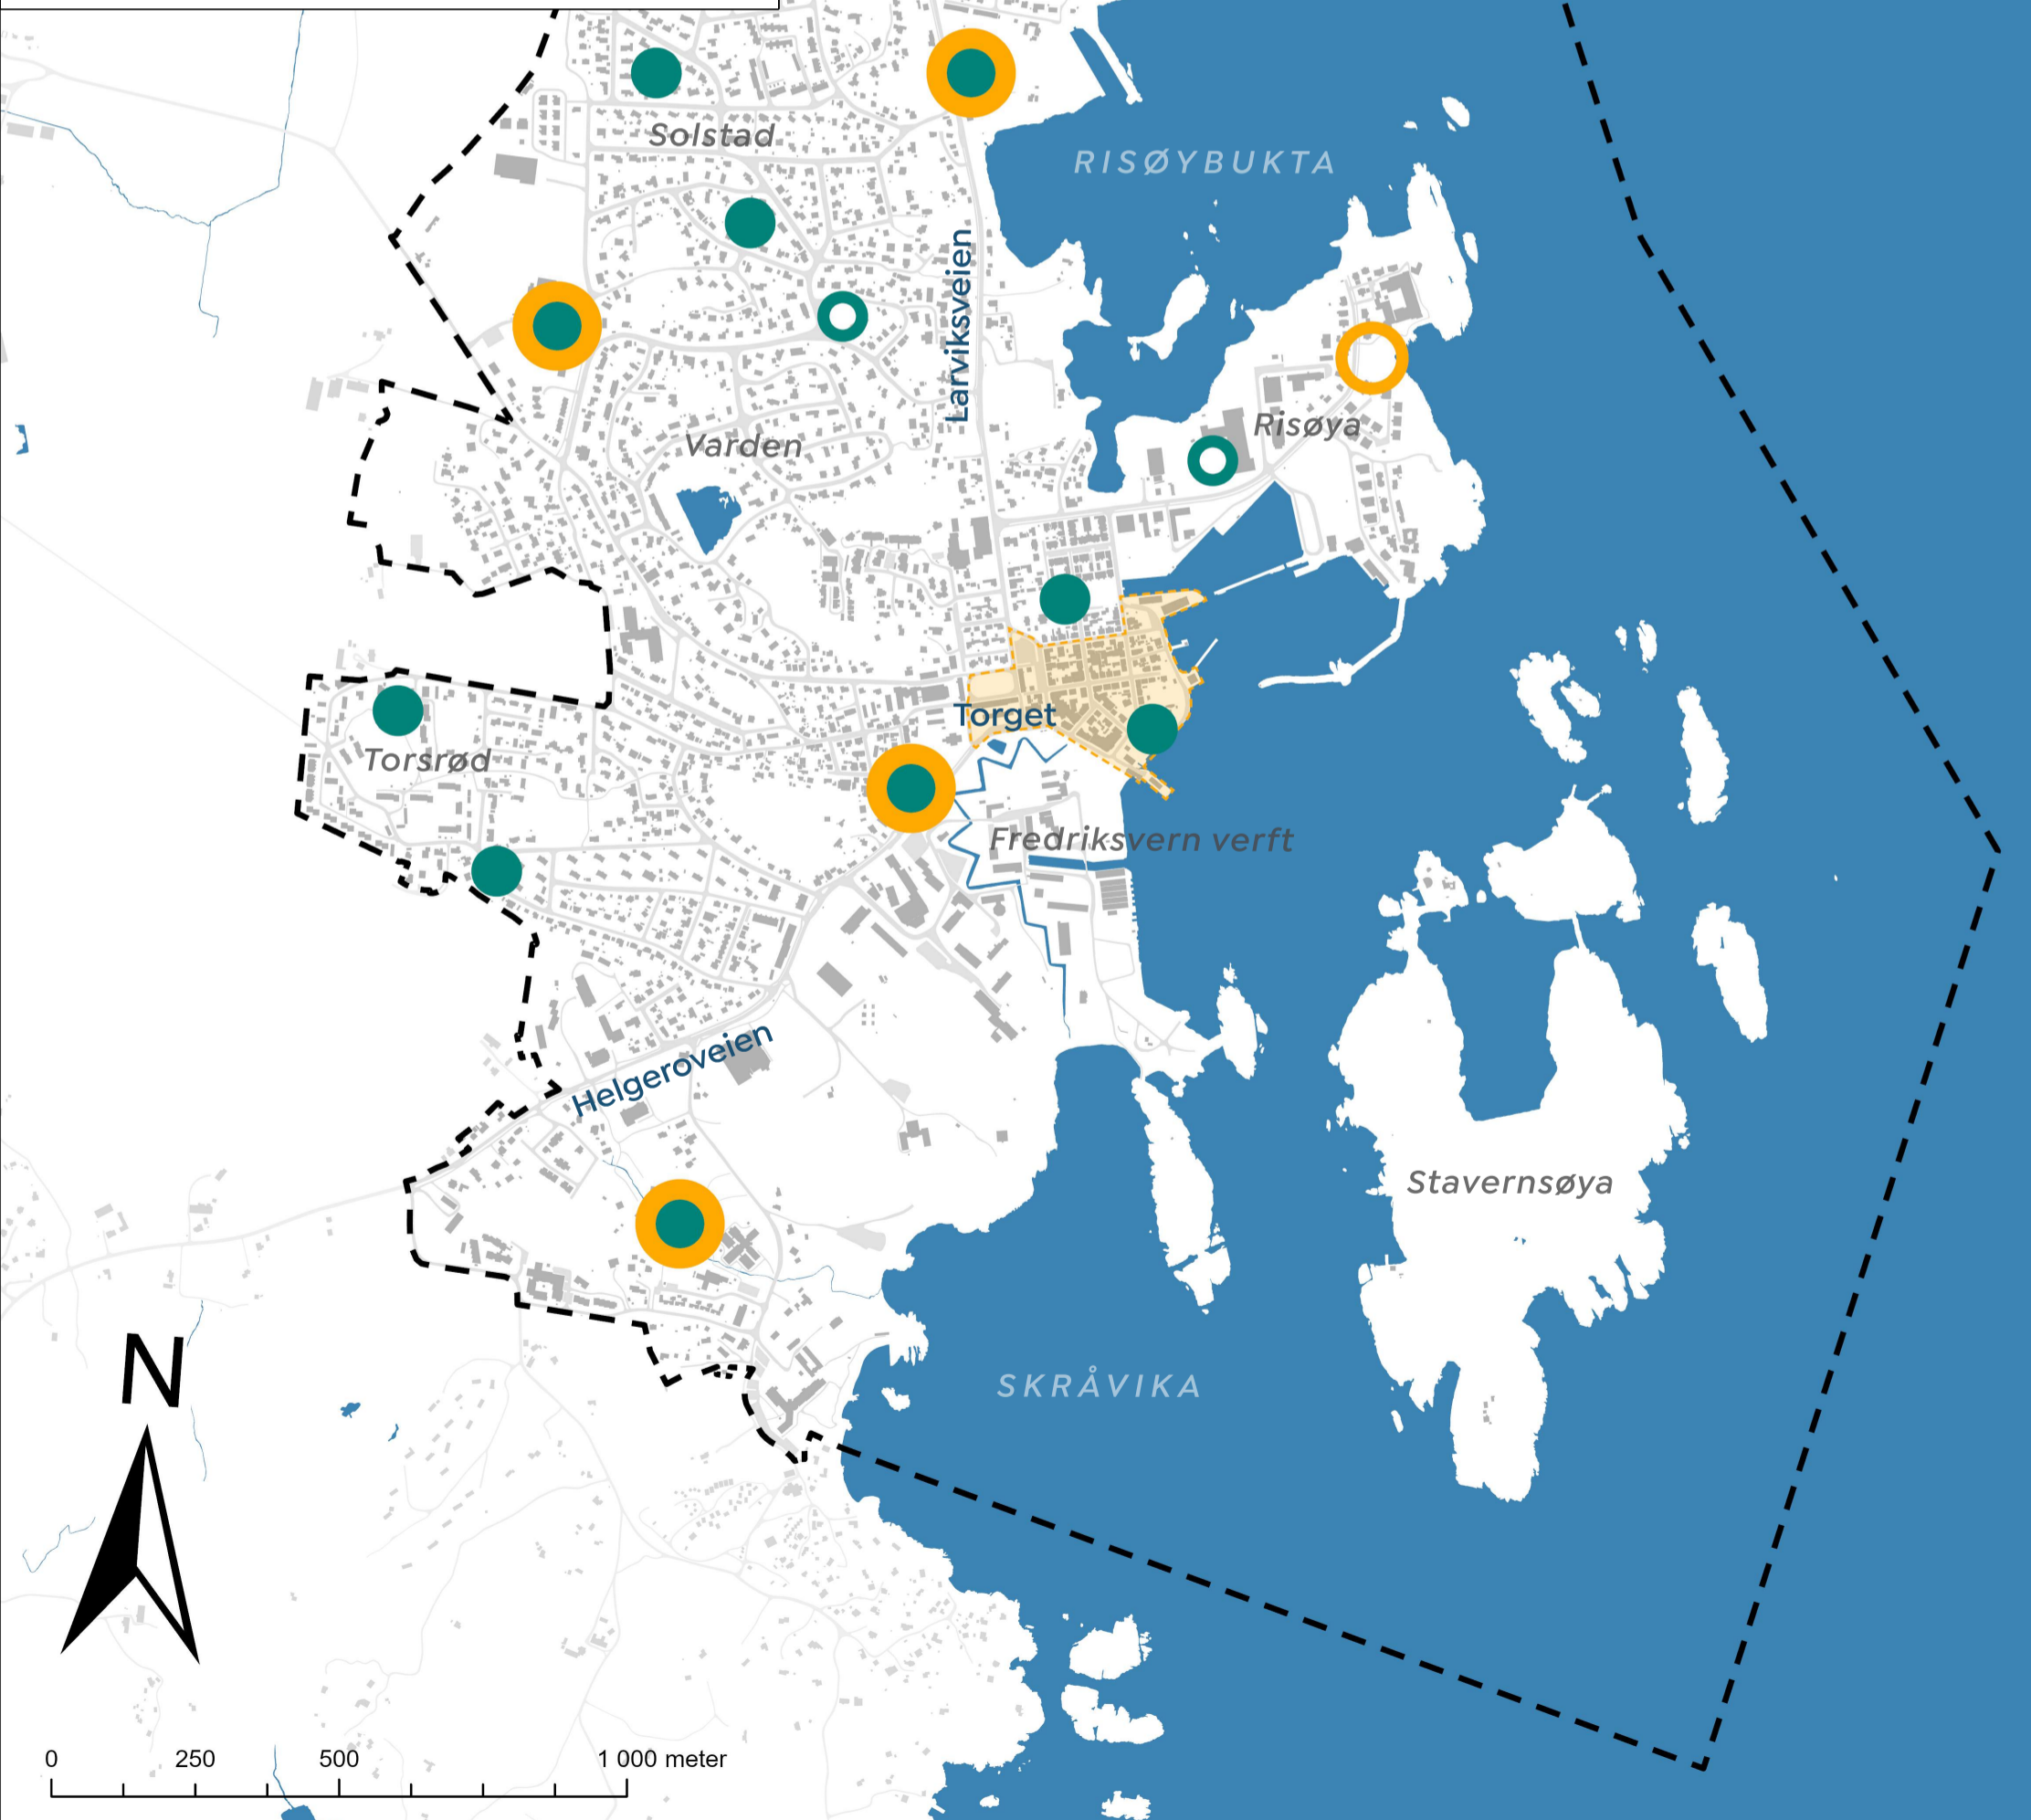 Solstad
RISØYBUKTA
Larviksveien
Risøya
Varden
Torget
Torsrød
Fredriksvern verft
Helgeroveien
Stavernsøya
N
SKRÅVIKA
0 250 500 1 000 meter